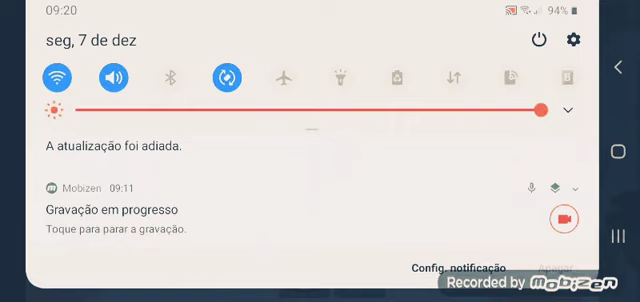 09:20
94%
seg, 7 de dez
A atualização foi adiada.
Mobizen 09:11
Gravação em progresso
Toque para parar a gravação.
Config. notificação Apagar
Recorded by Mobizen